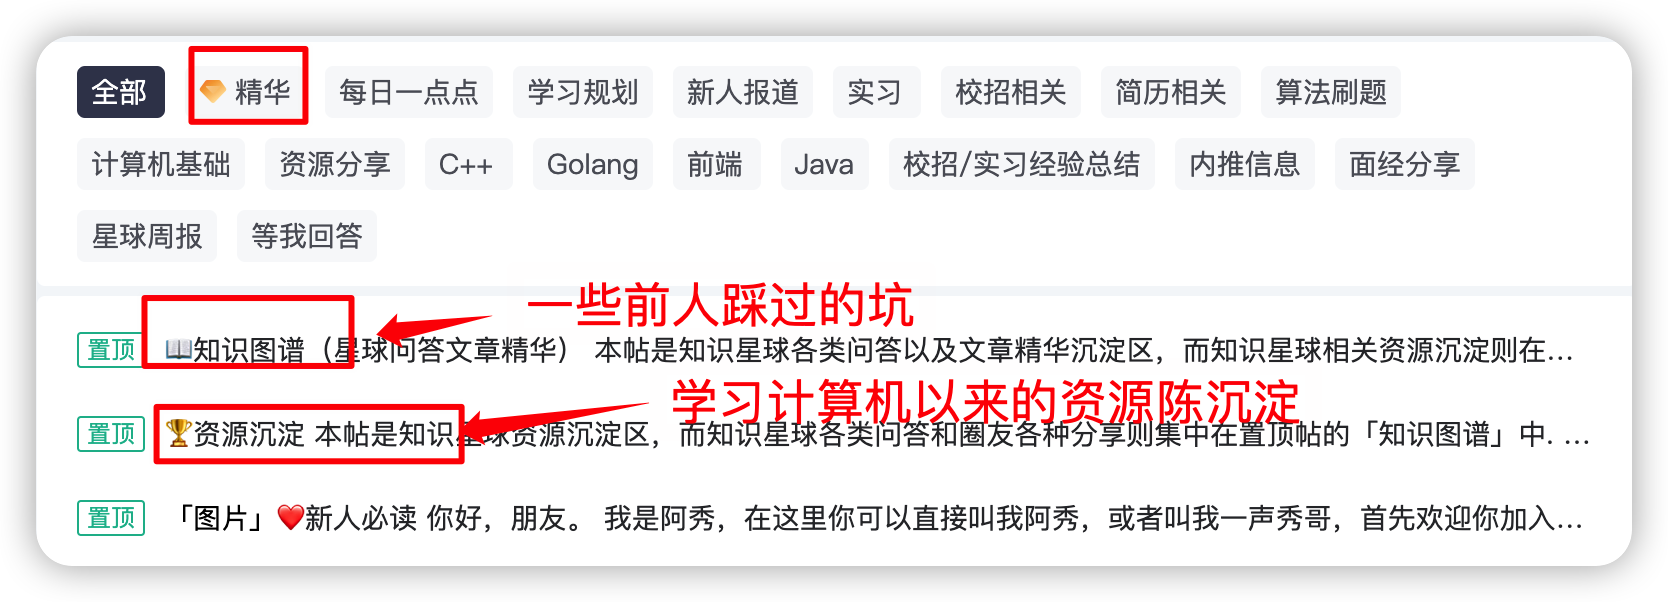 全部 精华 每日一点点 学习规划 新人报道 实习 校招相关 简历相关 算法刷题
计算机基础 资源分享 C++ Golang 前端 Java 校招/实习经验总结 内推信息 面经分享
星球周报 等我回答
一些前人踩过的坑
置顶 📖知识图谱（星球问答文章精华） 本帖是知识星球各类问答以及文章精华沉淀区，而知识星球相关资源沉淀则在...
学习计算机以来的资源陈沉淀
置顶 🏆资源沉淀 本帖是知识星球资源沉淀区，而知识星球各类问答和圈友各种分享则集中在置顶帖的「知识图谱」中. ...
置顶 「图片」❤️新人必读 你好，朋友。 我是阿秀，在这里你可以直接叫我阿秀，或者叫我一声秀哥，首先欢迎你加入...